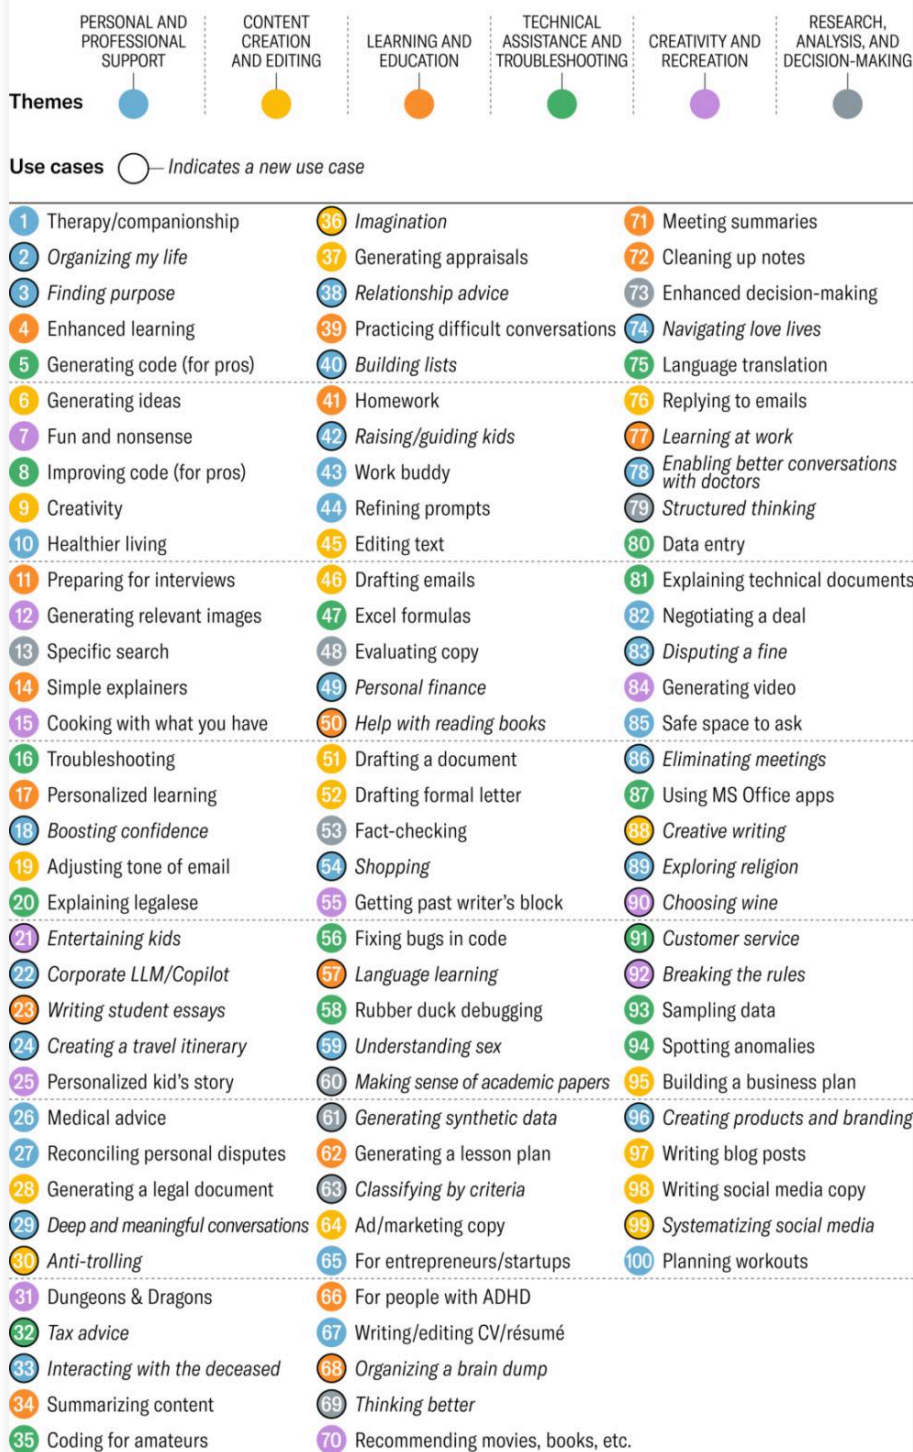 PERSONAL AND
PROFESSIONAL
SUPPORT
CONTENT
CREATION
AND EDITING
LEARNING AND
EDUCATION
TECHNICAL
ASSISTANCE AND
TROUBLESHOOTING
CREATIVITY AND
RECREATION
RESEARCH,
ANALYSIS, AND
DECISION-MAKING
Themes
Use cases Indicates a new use case
1 Therapy/companionship
2 Organizing my life
3 Finding purpose
4 Enhanced learning
5 Generating code (for pros)
6 Generating ideas
7 Fun and nonsense
8 Improving code (for pros)
9 Creativity
10 Healthier living
11 Preparing for interviews
12 Generating relevant images
13 Specific search
14 Simple explainers
15 Cooking with what you have
16 Troubleshooting
17 Personalized learning
18 Boosting confidence
19 Adjusting tone of email
20 Explaining legalese
21 Entertaining kids
22 Corporate LLM/Copilot
23 Writing student essays
24 Creating a travel itinerary
25 Personalized kid's story
26 Medical advice
27 Reconciling personal disputes
28 Generating a legal document
29 Deep and meaningful conversations
30 Anti-trolling
31 Dungeons & Dragons
32 Tax advice
33 Interacting with the deceased
34 Summarizing content
35 Coding for amateurs
36 Imagination
37 Generating appraisals
38 Relationship advice
39 Practicing difficult conversations
40 Building lists
41 Homework
42 Raising/guiding kids
43 Work buddy
44 Refining prompts
45 Editing text
46 Drafting emails
47 Excel formulas
48 Evaluating copy
49 Personal finance
50 Help with reading books
51 Drafting a document
52 Drafting formal letter
53 Fact-checking
54 Shopping
55 Getting past writer's block
56 Fixing bugs in code
57 Language learning
58 Rubber duck debugging
59 Understanding sex
60 Making sense of academic papers
61 Generating synthetic data
62 Generating a lesson plan
63 Classifying by criteria
64 Ad/marketing copy
65 For entrepreneurs/startups
66 For people with ADHD
67 Writing/editing CV/résumé
68 Organizing a brain dump
69 Thinking better
70 Recommending movies, books, etc.
71 Meeting summaries
72 Cleaning up notes
73 Enhanced decision-making
74 Navigating love lives
75 Language translation
76 Replying to emails
77 Learning at work
78 Enabling better conversations
with doctors
79 Structured thinking
80 Data entry
81 Explaining technical documents
82 Negotiating a deal
83 Disputing a fine
84 Generating video
85 Safe space to ask
86 Eliminating meetings
87 Using MS Office apps
88 Creative writing
89 Exploring religion
90 Choosing wine
91 Customer service
92 Breaking the rules
93 Sampling data
94 Spotting anomalies
95 Building a business plan
96 Creating products and branding
97 Writing blog posts
98 Writing social media copy
99 Systematizing social media
100 Planning workouts